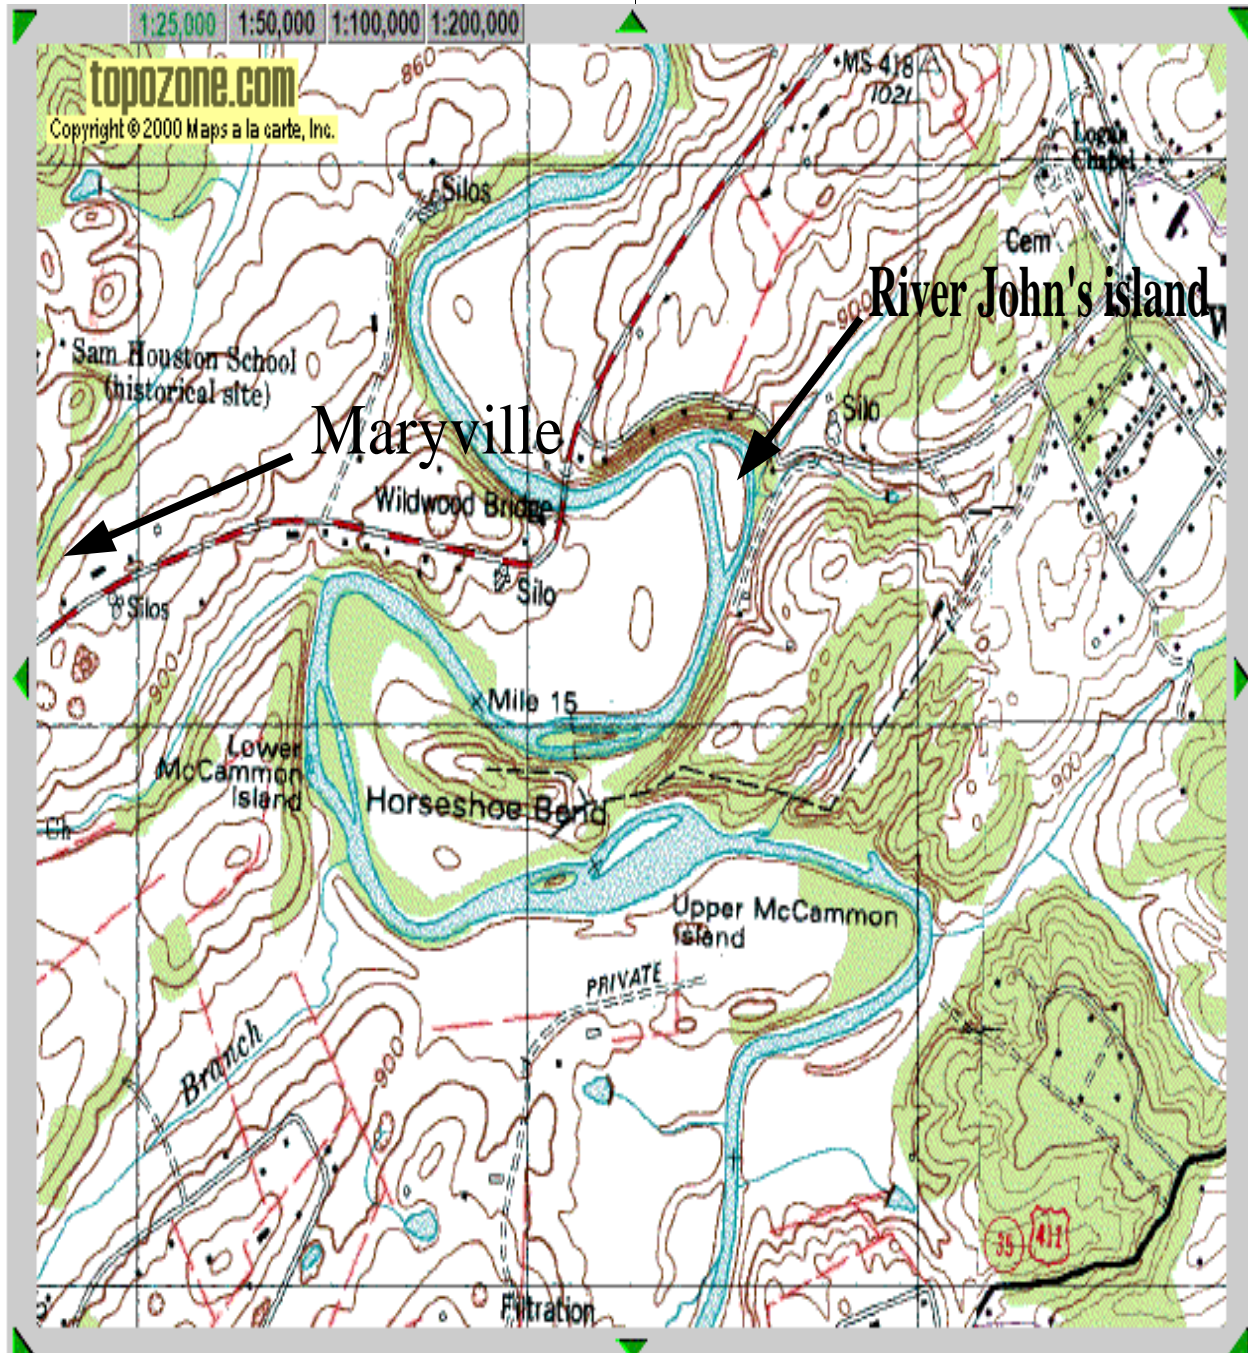 1:25,000 1:50,000 1:100,000 1:200,000
topozone.com
Copyright © 2000 Maps a la carte, Inc.
860
MS 418
1021
Logan
Chapel
Silos
Cem
900
River John's island
W
Sam Houston School
(historical site)
Maryville
Silo
Wildwood Bridge
Silo
Silos
900
Mile 15
Lower
McCammon
Island
Horseshoe Bend
900
Ch
Upper McCammon
Island
PRIVATE
Branch
900
35
411
Filtration